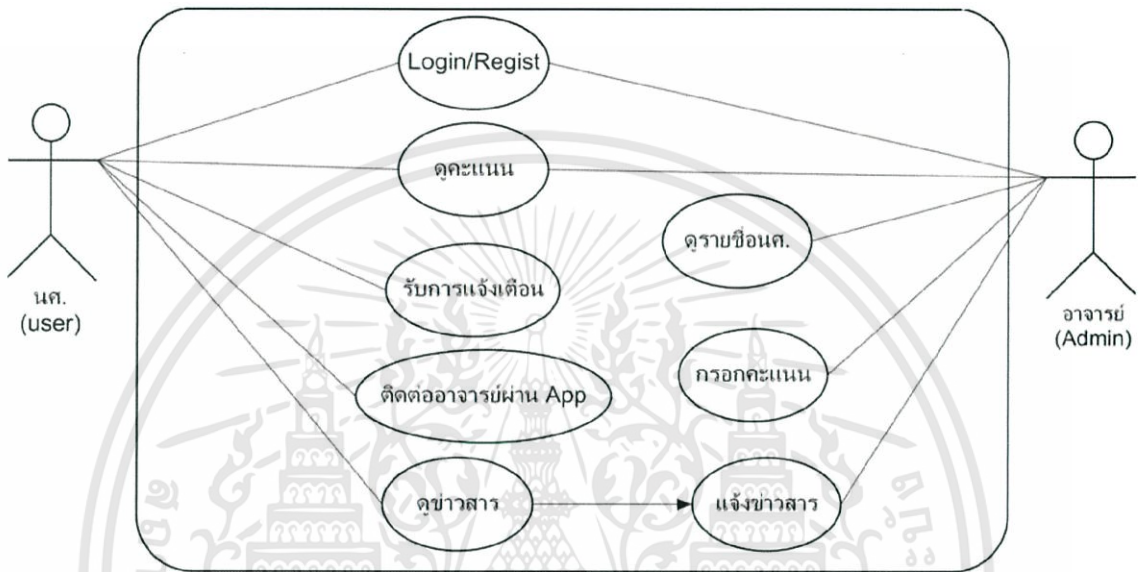 Login/Regist
ดูคะแนน
ดูรายชื่อนศ.
รับการแจ้งเตือน
นศ.
(user)
อาจารย์
(Admin)
กรอกคะแนน
ติดต่ออาจารย์ผ่าน App
ดูข่าวสาร
แจ้งข่าวสาร